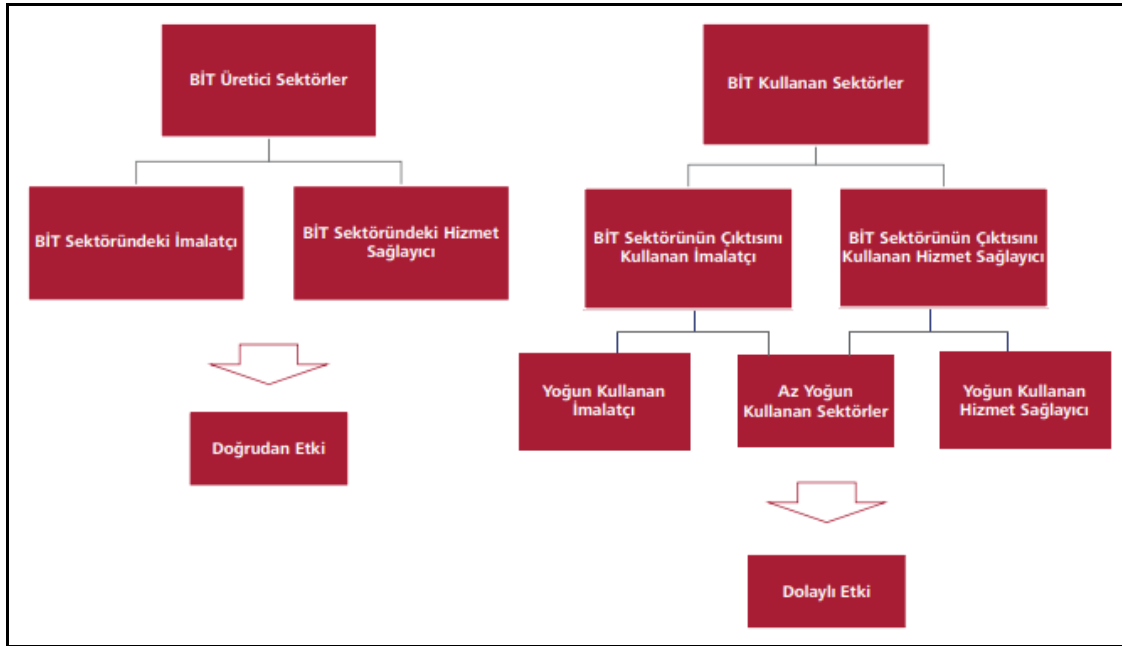 BİT Üretici Sektörler
BİT Sektöründeki İmalatçı
BİT Sektöründeki Hizmet
Sağlayıcı
Doğrudan Etki
BİT Kullanan Sektörler
BİT Sektörünün Çıktısını
Kullanan İmalatçı
BİT Sektörünün Çıktısını
Kullanan Hizmet Sağlayıcı
Yoğun Kullanan
İmalatçı
Az Yoğun
Kullanan Sektörler
Yoğun Kullanan
Hizmet Sağlayıcı
Dolaylı Etki